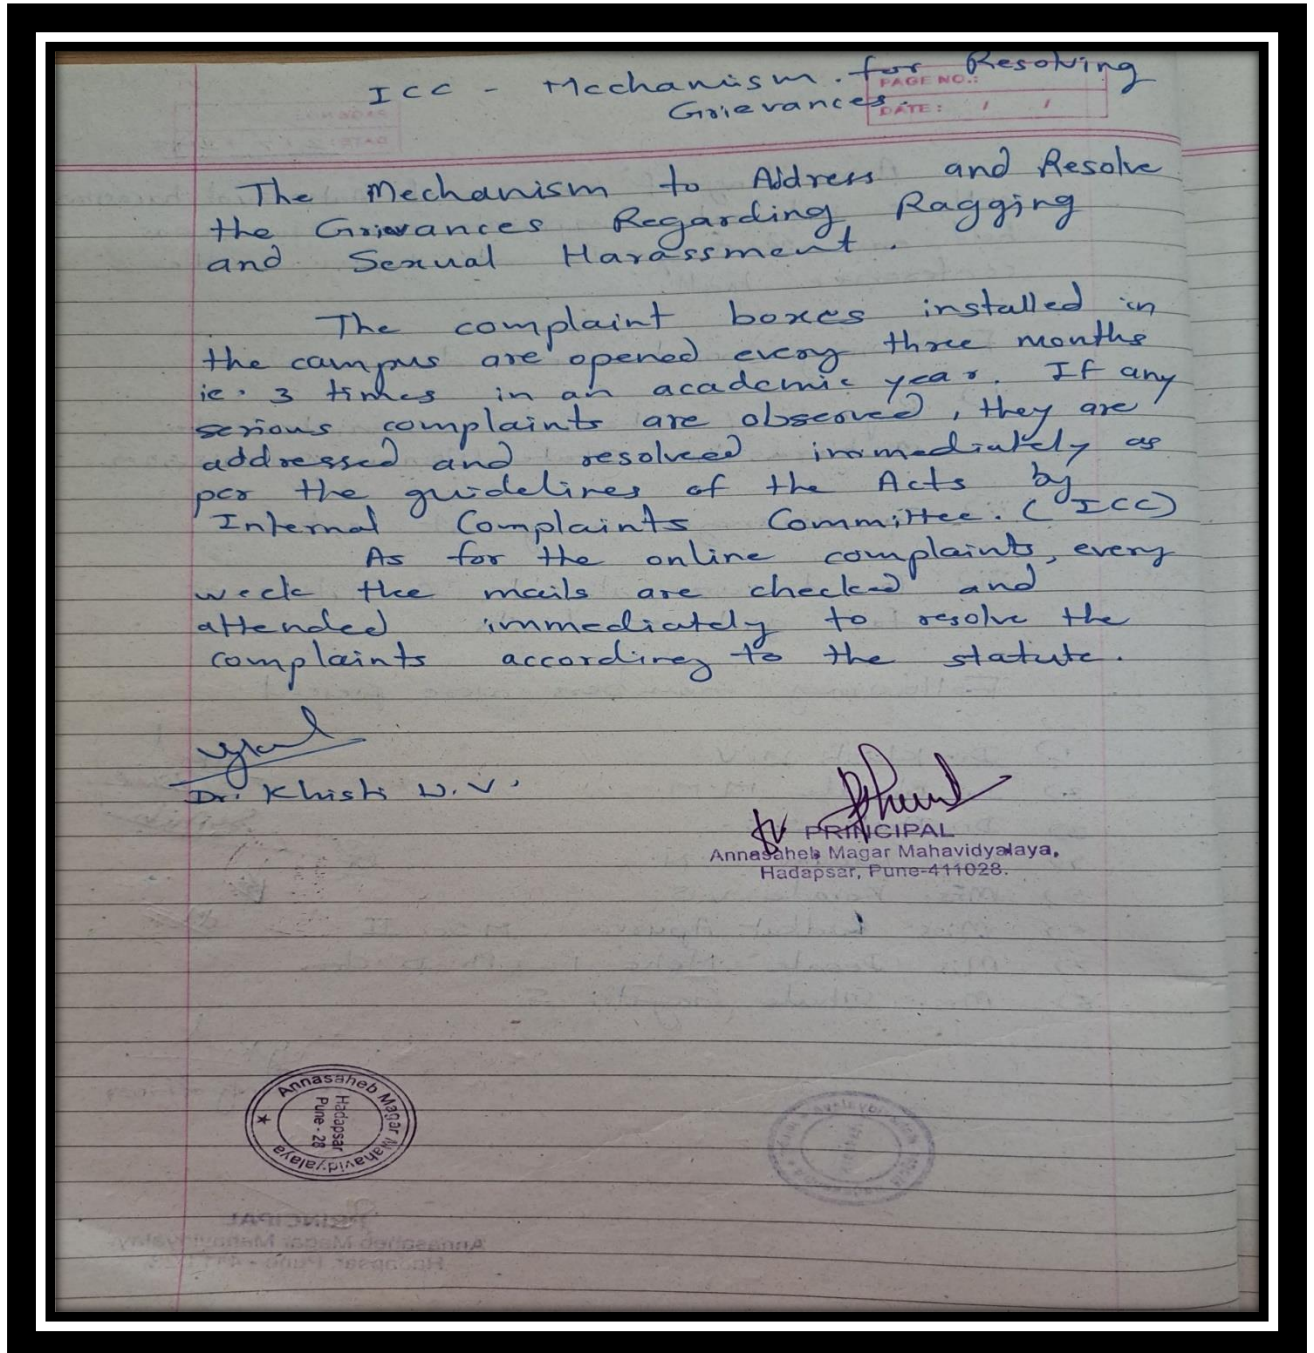 ICC - Mechanism for Resolving
Grievances.
PAGE NO.:
DATE: / /
The Mechanism to Address and Resolve
the Grievances Regarding Ragging
and Sexual Harassment.
The complaint boxes installed in
the campus are opened every three months
ie. 3 times in an academic year. If any
serious complaints are observed, they are
addressed and resolved immediately as
per the guidelines of the Acts by
Internal Complaints Committee. (ICC)
As for the online complaints, every
week the mails are checked and
attended immediately to resolve the
complaints according to the statute.
Dr. Khisti
PRINCIPAL
Annasaheb Magar Mahavidyalaya,
Hadapsar, Pune-411028.
Annasaheb Magar Mahavidyalaya
Hadapsar
Pune - 28